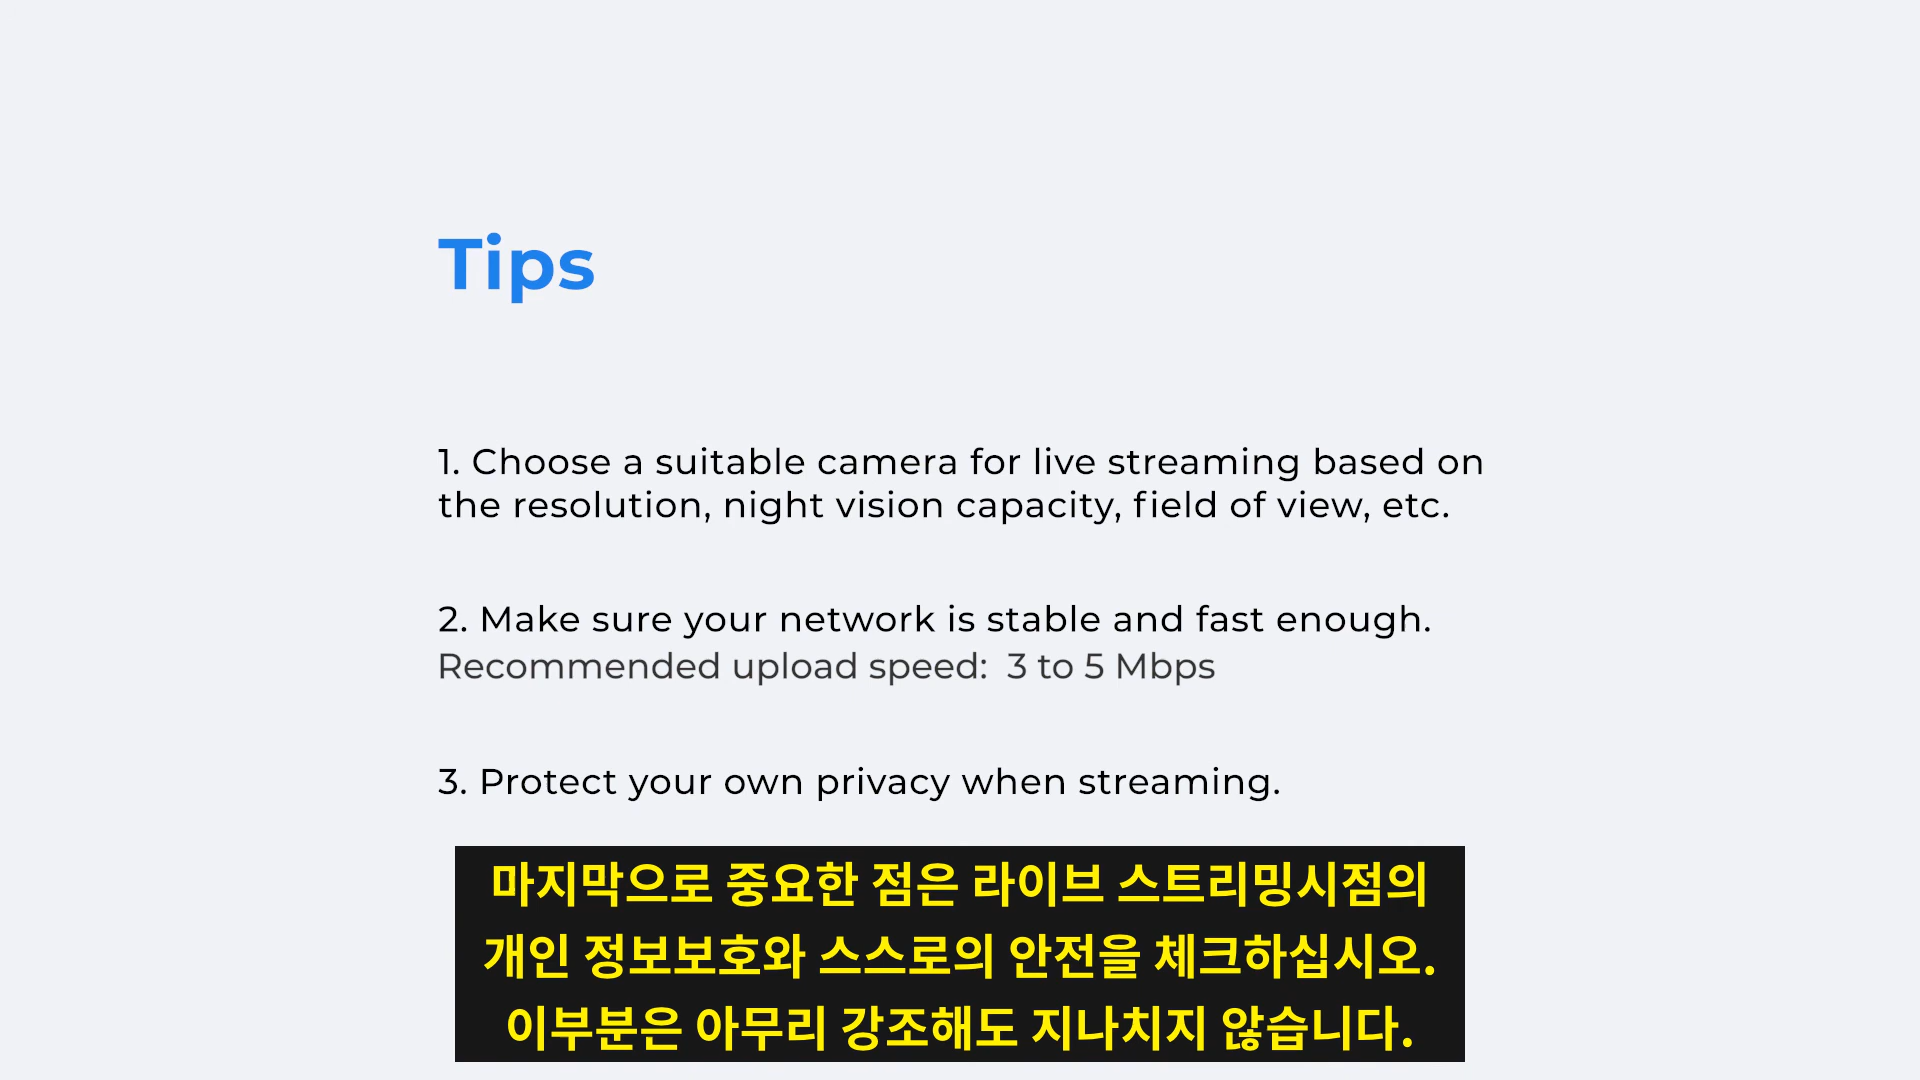 Tips
1. Choose a suitable camera for live streaming based on
the resolution, night vision capacity, field of view, etc.
2. Make sure your network is stable and fast enough.
Recommended upload speed: 3 to 5 Mbps
3. Protect your own privacy when streaming.
마지막으로 중요한 점은 라이브 스트리밍시점의
개인 정보보호와 스스로의 안전을 체크하십시오.
이부분은 아무리 강조해도 지나치지 않습니다.